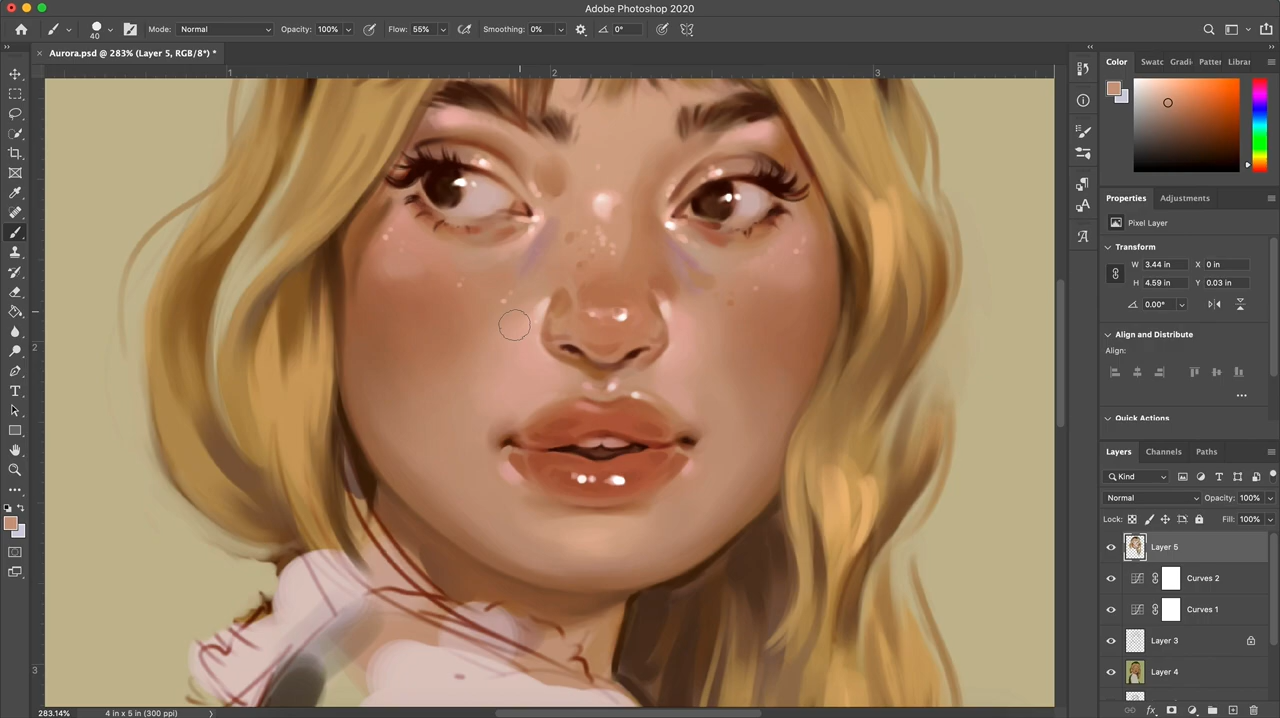 Adobe Photoshop 2020
40 Mode: Normal Opacity: 100% Flow: 55% Smoothing: 0% 0°
Aurora.psd @ 283% (Layer 5, RGB/8*) *
1 2 3
2
3
Color Swatc Gradi Patter Librar
Properties Adjustments
Pixel Layer
Transform
W 3.44 in X 0 in
H 4.59 in Y 0.03 in
0.00°
Align and Distribute
Align:
Quick Actions
Layers Channels Paths
Kind
Normal Opacity: 100%
Lock: Fill: 100%
Layer 5
Curves 2
Curves 1
Layer 3
Layer 4
283.14% 4 in x 5 in (300 ppi)